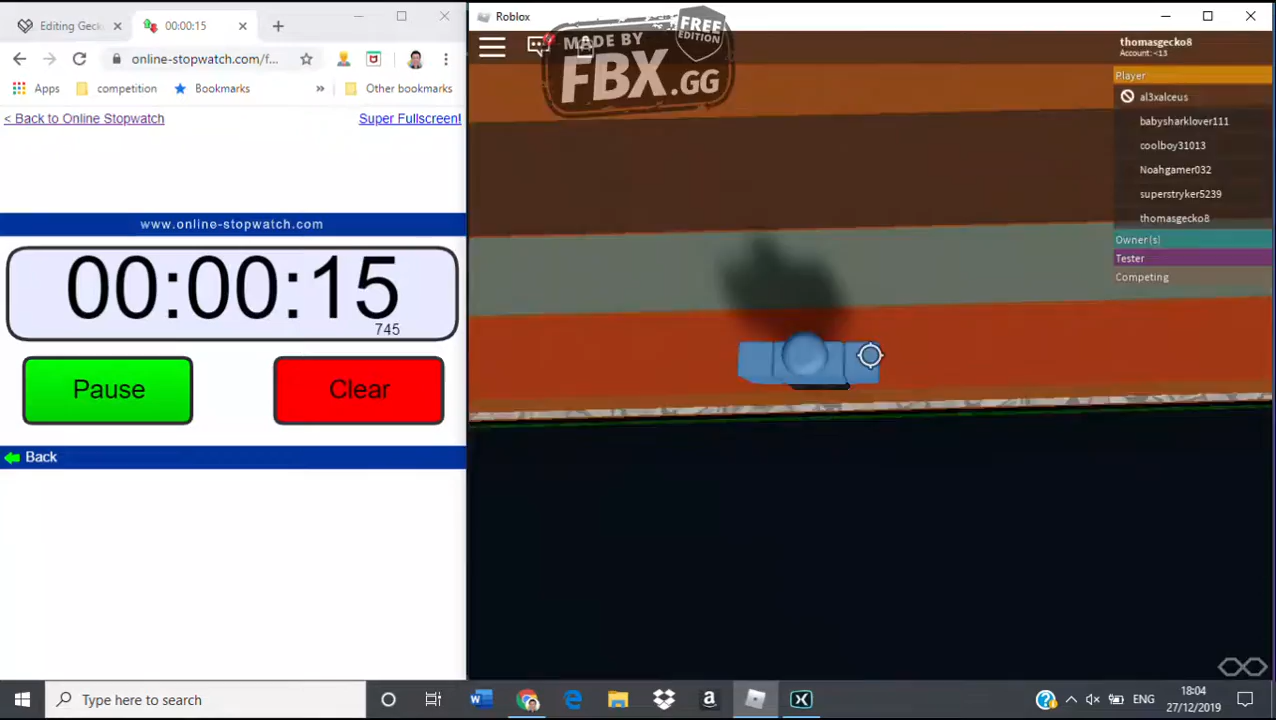 Editing Geck
00:00:15
online-stopwatch.com/f...
Apps
competition
Bookmarks
»
Other bookmarks
< Back to Online Stopwatch
Super Fullscreen!
www.online-stopwatch.com
00:00:15
745
Pause
Clear
Back
Roblox
MADE BY
FBX.GG
FREE
EDITION
thomasgecko8
Account: <13
Player
al3xalceus
babysharklover111
coolboy31013
Noahgamer032
superstryker5239
thomasgecko8
Owner(s)
Tester
Competing
Type here to search
ENG
18:04
27/12/2019